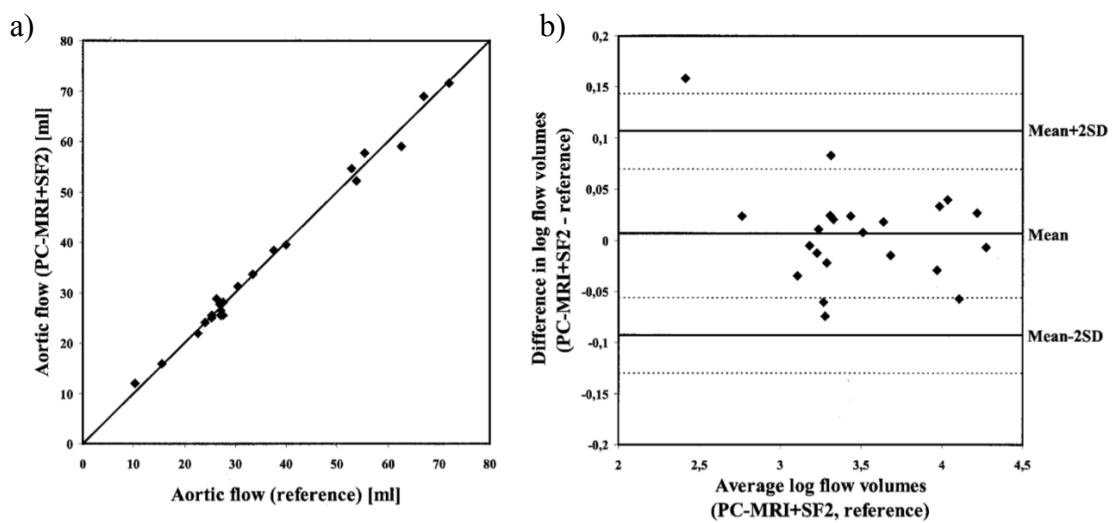 a)
80
70
60
50
40
30
20
10
0
0 10 20 30 40 50 60 70 80
Aortic flow (PC-MRI+SF2) [ml]
Aortic flow (reference) [ml]
b)
0,2
0,15
0,1
0,05
0
-0,05
-0,1
-0,15
-0,2
2 2,5 3 3,5 4 4,5
Difference in log flow volumes
(PC-MRI+SF2 - reference)
Mean+2SD
Mean
Mean-2SD
Average log flow volumes
(PC-MRI+SF2, reference)